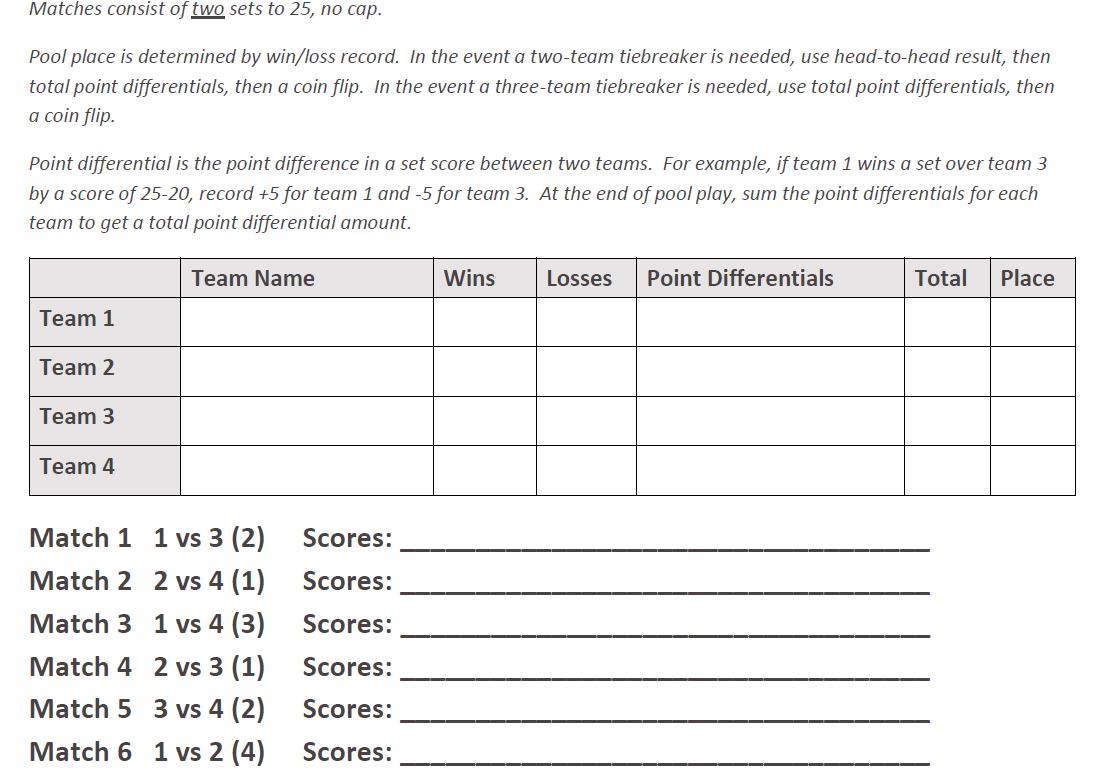 Matches consist of two sets to 25, no cap.
Pool place is determined by win/loss record. In the event a two-team tiebreaker is needed, use head-to-head result, then
total point differentials, then a coin flip. In the event a three-team tiebreaker is needed, use total point differentials, then
a coin flip.
Point differential is the point difference in a set score between two teams. For example, if team 1 wins a set over team 3
by a score of 25-20, record +5 for team 1 and -5 for team 3. At the end of pool play, sum the point differentials for each
team to get a total point differential amount.
Team Name Wins Losses Point Differentials Total Place
Team 1
Team 2
Team 3
Team 4
Match 1 1 vs 3 (2) Scores: ____________________
Match 2 2 vs 4 (1) Scores: ____________________
Match 3 1 vs 4 (3) Scores: ____________________
Match 4 2 vs 3 (1) Scores: ____________________
Match 5 3 vs 4 (2) Scores: ____________________
Match 6 1 vs 2 (4) Scores: ____________________